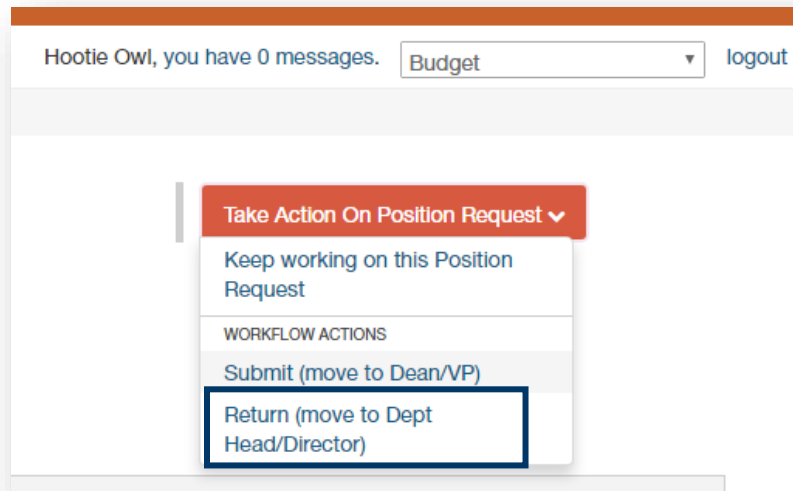 Hootie Owl, you have 0 messages. Budget logout
Take Action On Position Request
Keep working on this Position
Request
WORKFLOW ACTIONS
Submit (move to Dean/VP)
Return (move to Dept
Head/Director)